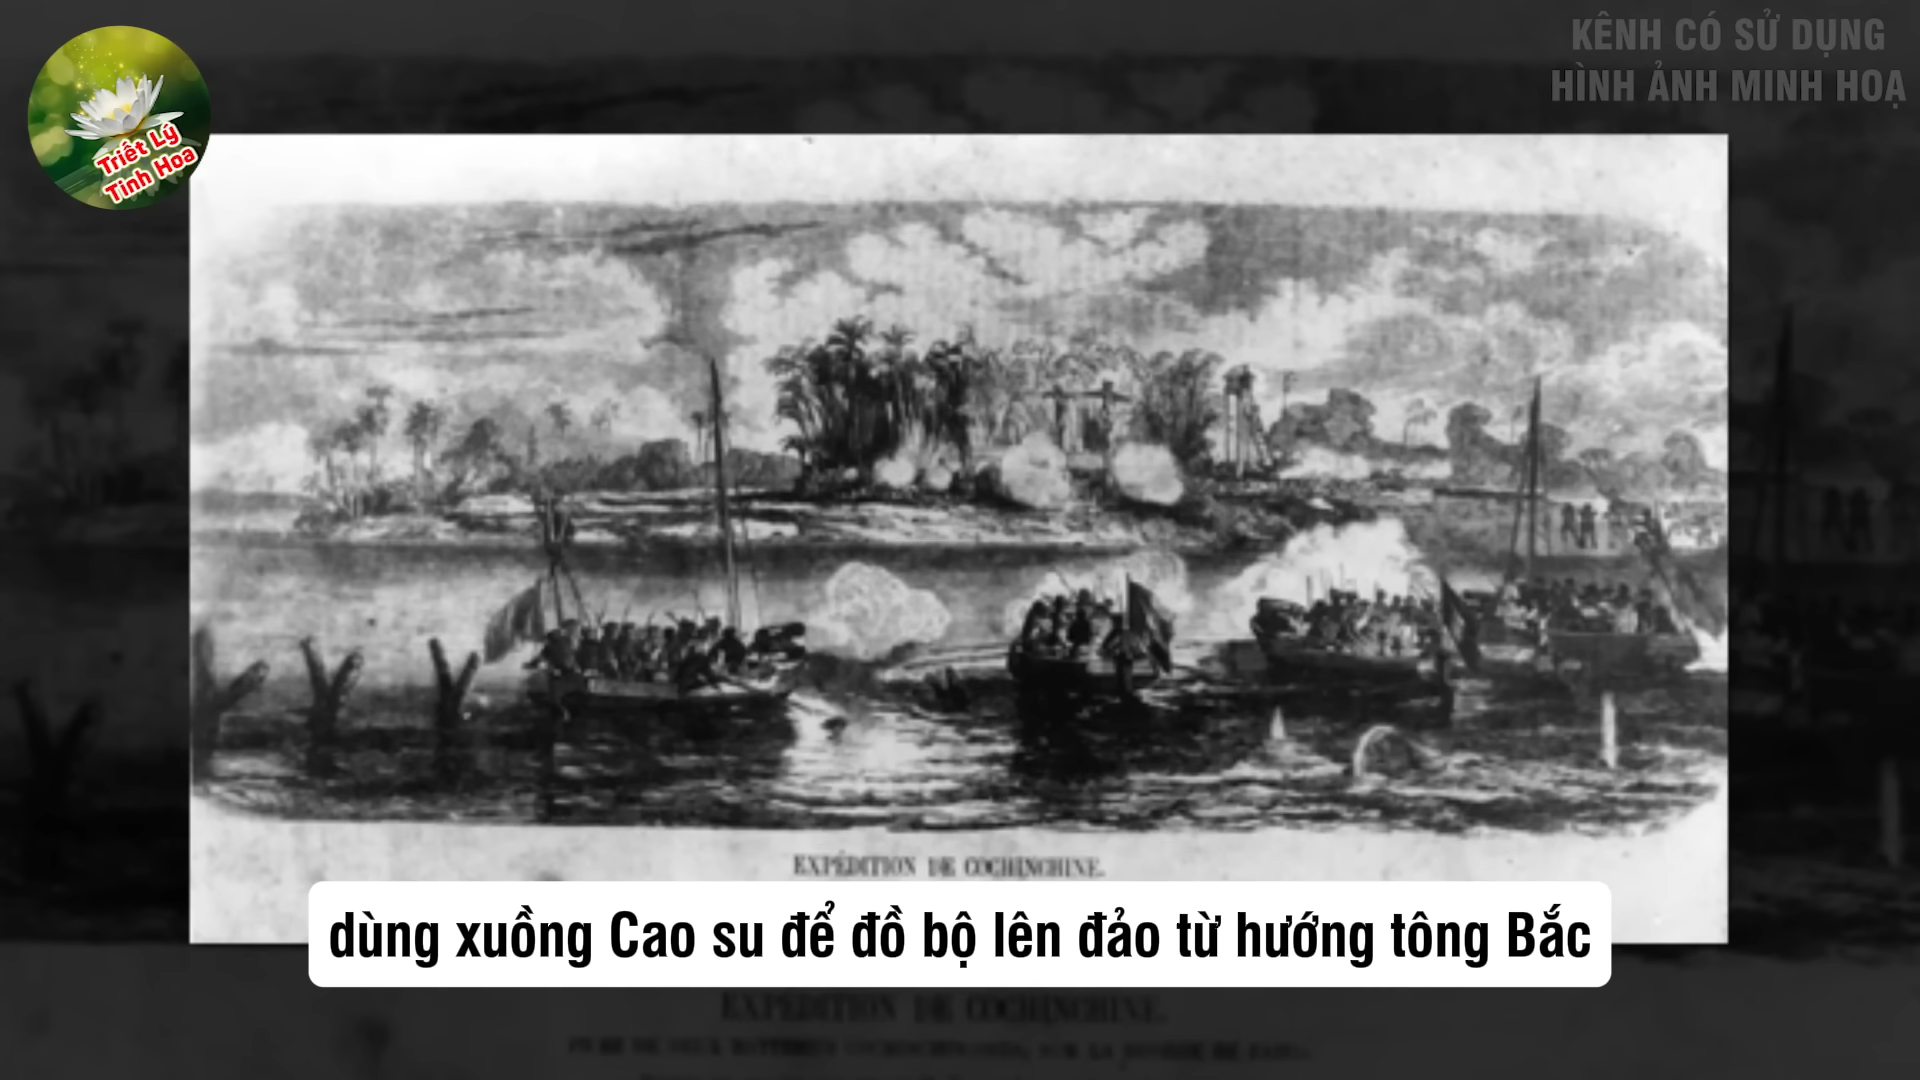 KÊNH CÓ SỬ DỤNG
HÌNH ẢNH MINH HOẠ
Triết Lý
Tinh Hoa
EXPÉDITION DE COCHINCHINE.
dùng xuồng Cao su để đồ bộ lên đảo từ hướng tông Bắc
EXPÉDITION DE COCHINCHINE.